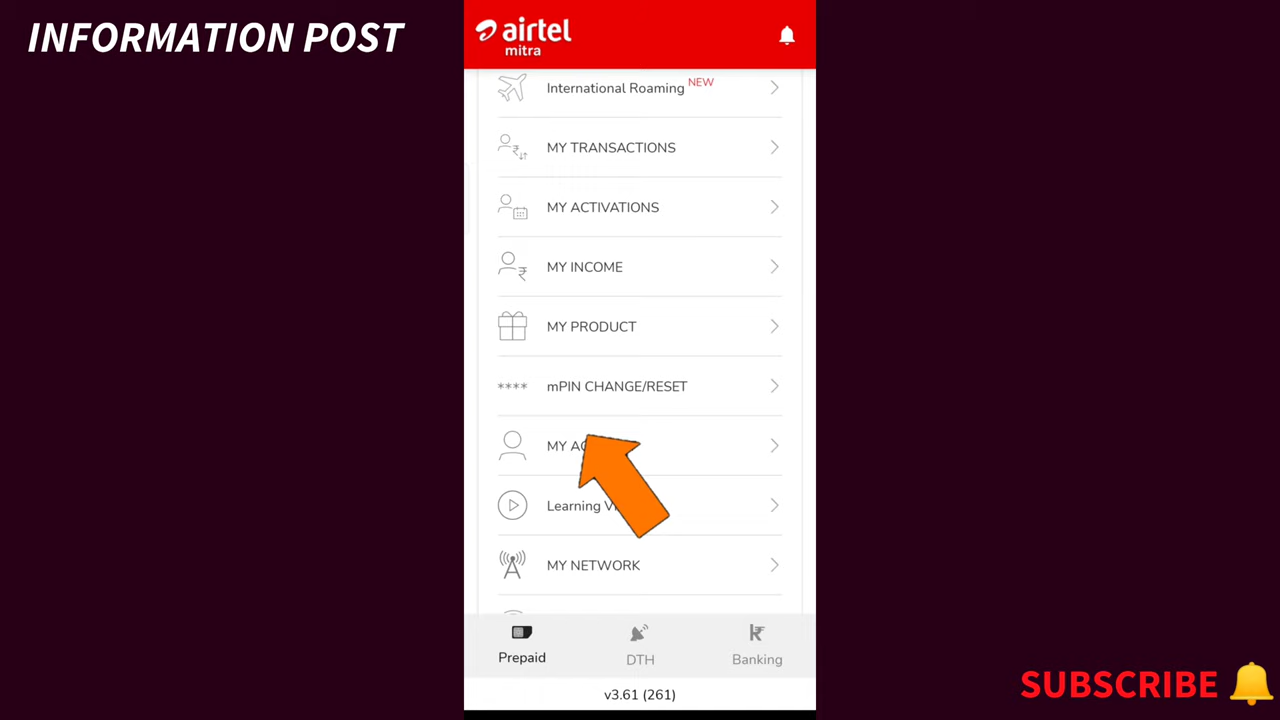 INFORMATION POST
airtel
mitra
International Roaming NEW
MY TRANSACTIONS
MY ACTIVATIONS
MY INCOME
MY PRODUCT
**** mPIN CHANGE/RESET
MY
Learning
MY NETWORK
Prepaid
DTH
Banking
v3.61 (261)
SUBSCRIBE